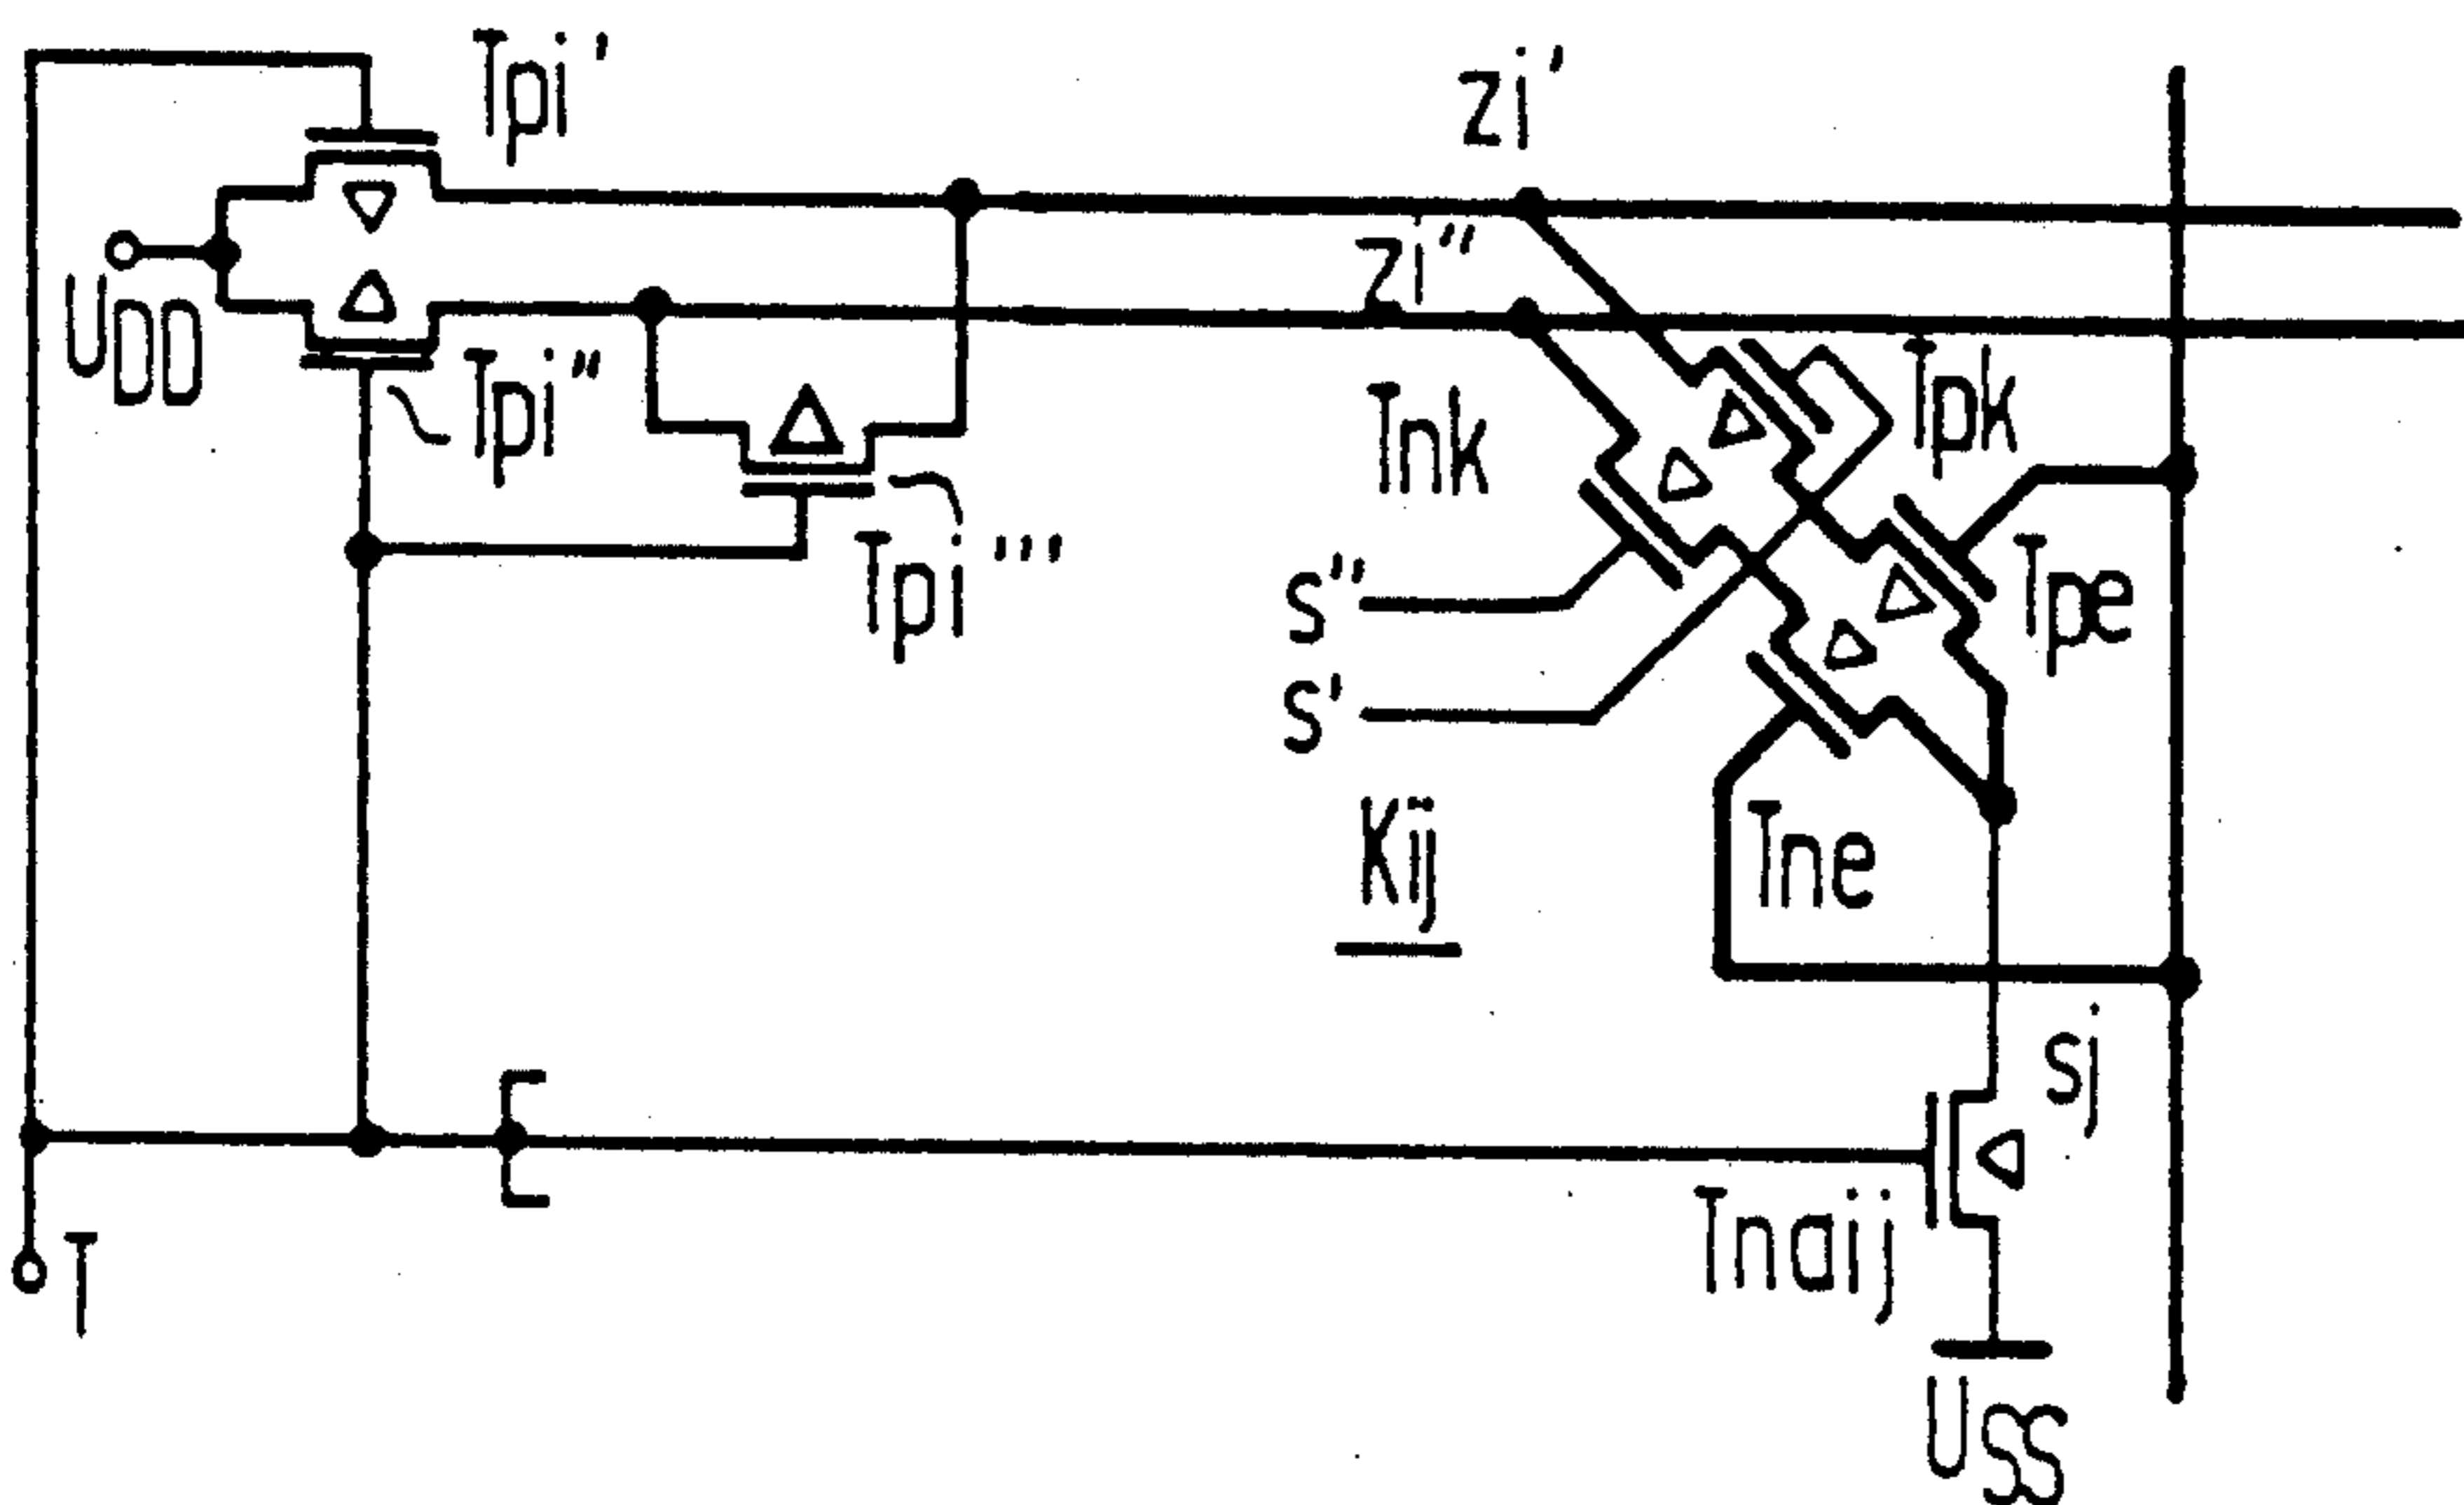 Tpi'
zi'
UDD
zi"
Tpi"
Tnk
Tpk
Tpi'''
s"
Tpe
s'
Kij
Tne
sj
T
Tnaij
USS